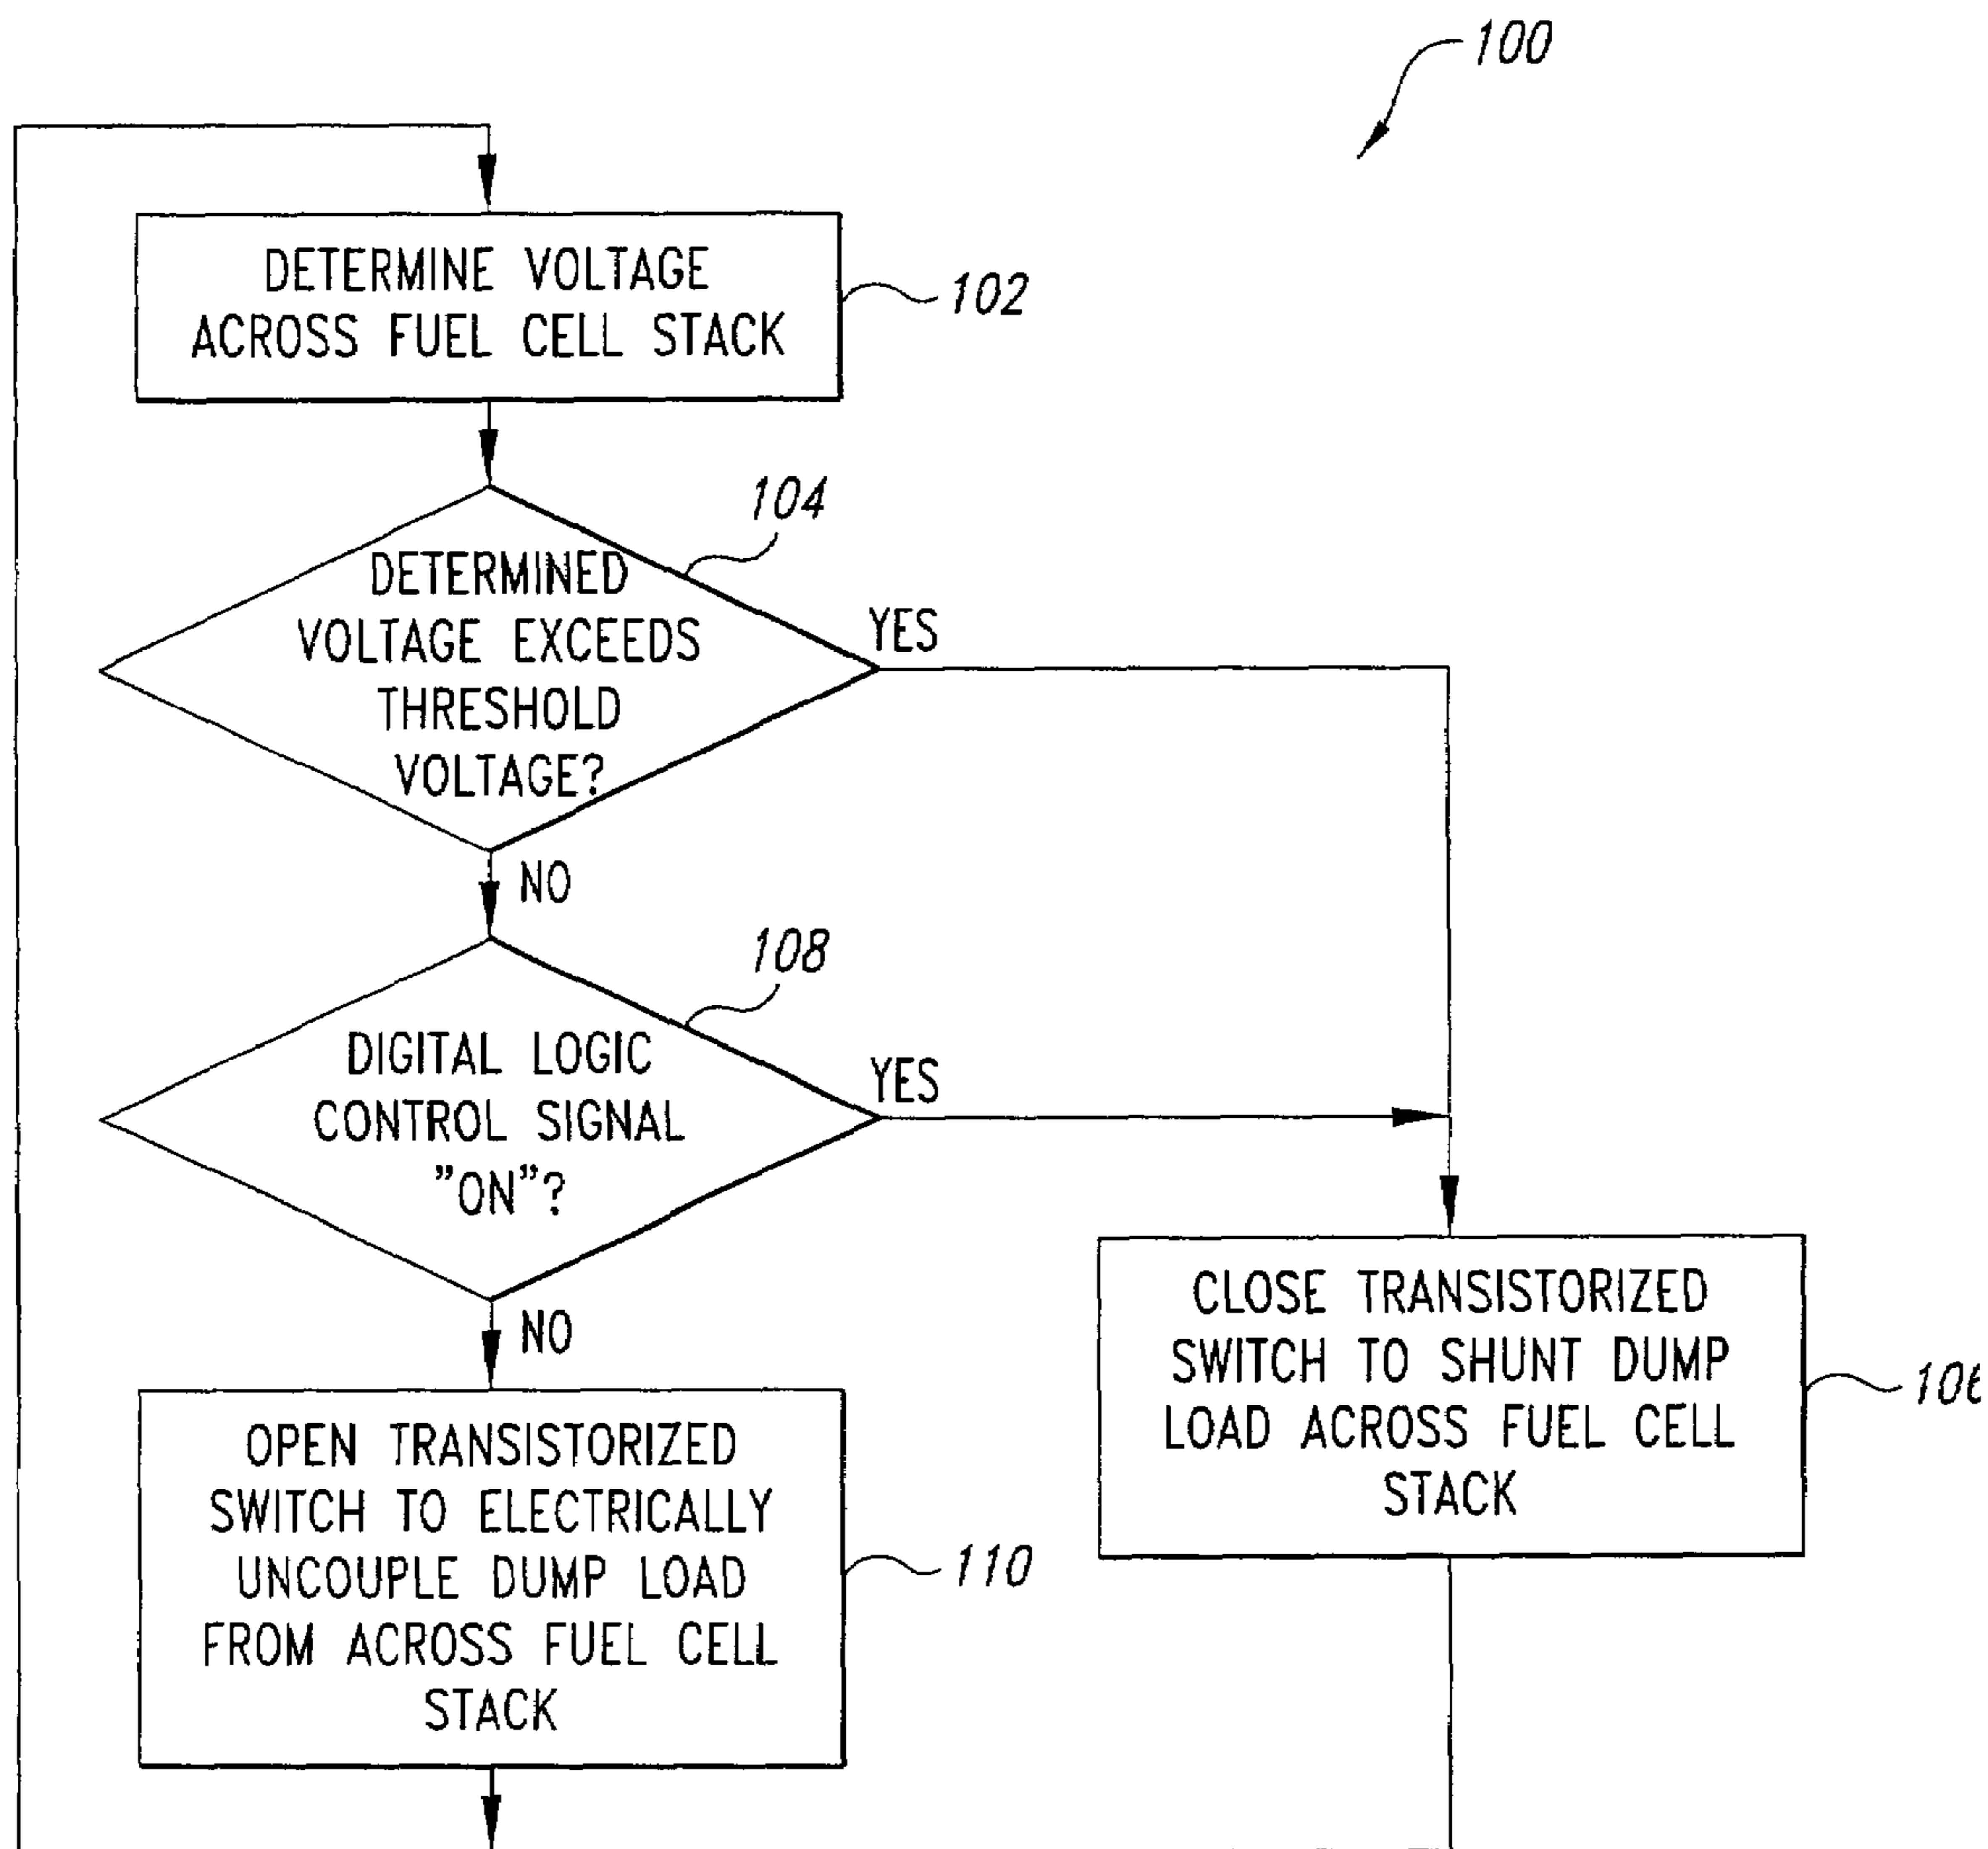 100
DETERMINE VOLTAGE
ACROSS FUEL CELL STACK
102
104
DETERMINED
VOLTAGE EXCEEDS
THRESHOLD
VOLTAGE?
YES
NO
108
DIGITAL LOGIC
CONTROL SIGNAL
"ON"?
YES
NO
CLOSE TRANSISTORIZED
SWITCH TO SHUNT DUMP
LOAD ACROSS FUEL CELL
STACK
106
OPEN TRANSISTORIZED
SWITCH TO ELECTRICALLY
UNCOUPLE DUMP LOAD
FROM ACROSS FUEL CELL
STACK
110